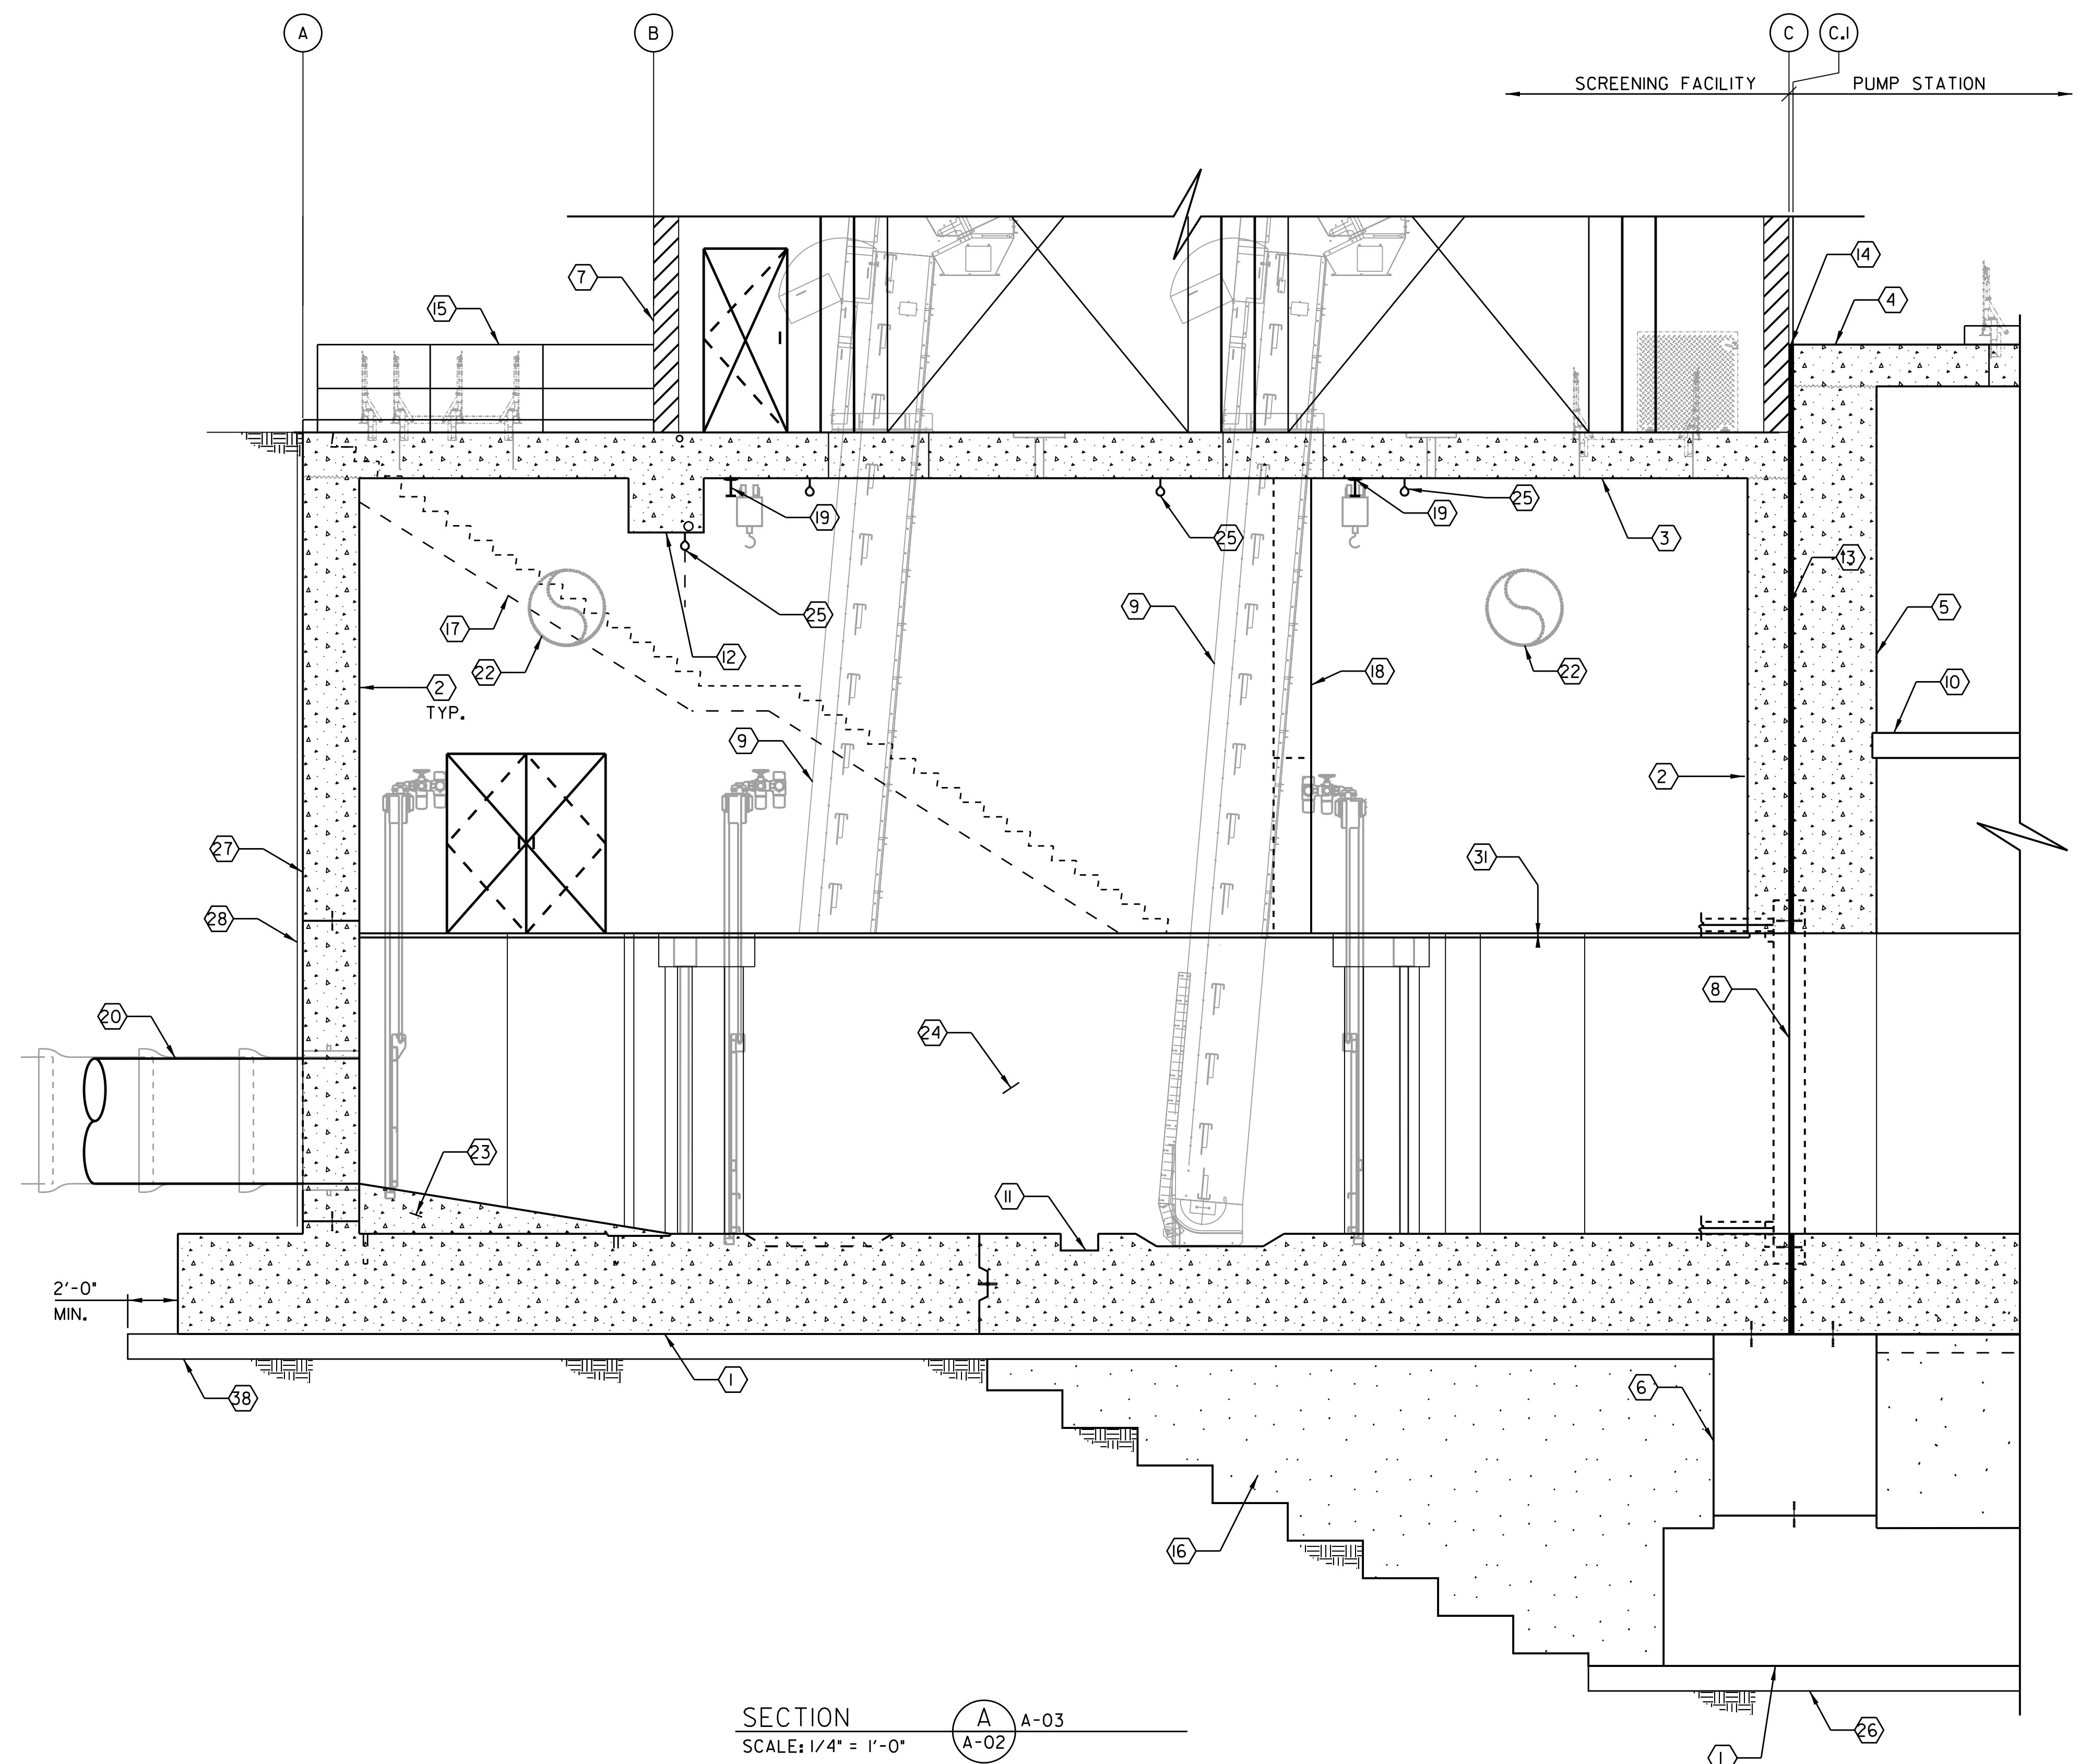 A
B
C
C.1
SCREENING FACILITY
PUMP STATION
14
7
4
15
19
25
25
19
25
3
13
17
25
9
5
12
22
18
22
2
TYP.
10
9
2
27
31
28
8
20
24
23
11
2'-0"
MIN.
1
38
6
16
SECTION
A
A-03
SCALE: 1/4" = 1'-0"
A-02
26
1